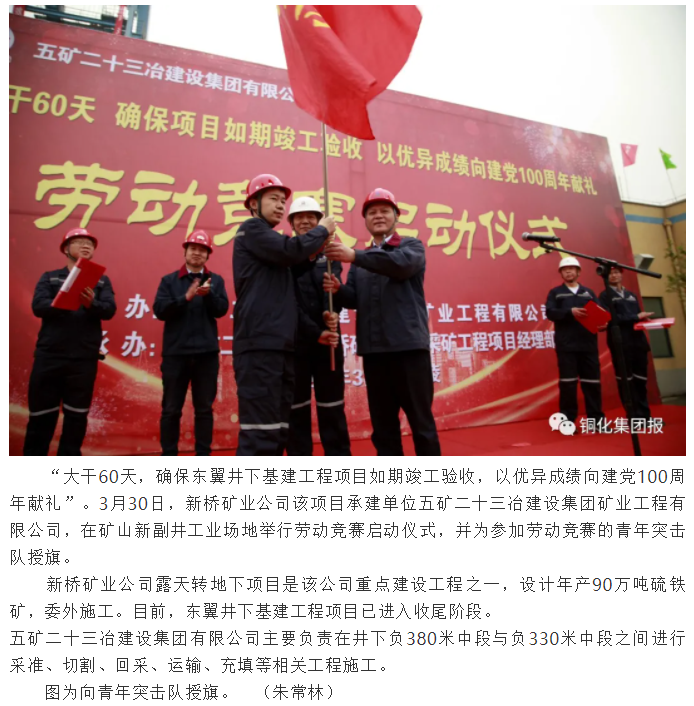 五矿二十三冶建设集团有限公
干60天 确保项目如期竣工验收 以优异成绩向建党100周年献礼
劳动竞赛启动仪式
办
矿业工程有限公司
承办:
采矿工程项目经理部
铜化集团报
“大干60天，确保东翼井下基建工程项目如期竣工验收，以优异成绩向建党100周
年献礼”。3月30日，新桥矿业公司该项目承建单位五矿二十三冶建设集团矿业工程有
限公司，在矿山新副井工业场地举行劳动竞赛启动仪式，并为参加劳动竞赛的青年突击
队授旗。
新桥矿业公司露天转地下项目是该公司重点建设工程之一，设计年产90万吨硫铁
矿，委外施工。目前，东翼井下基建工程项目已进入收尾阶段。
五矿二十三冶建设集团有限公司主要负责在井下负380米中段与负330米中段之间进行
采准、切割、回采、运输、充填等相关工程施工。
图为向青年突击队授旗。 （朱常林）